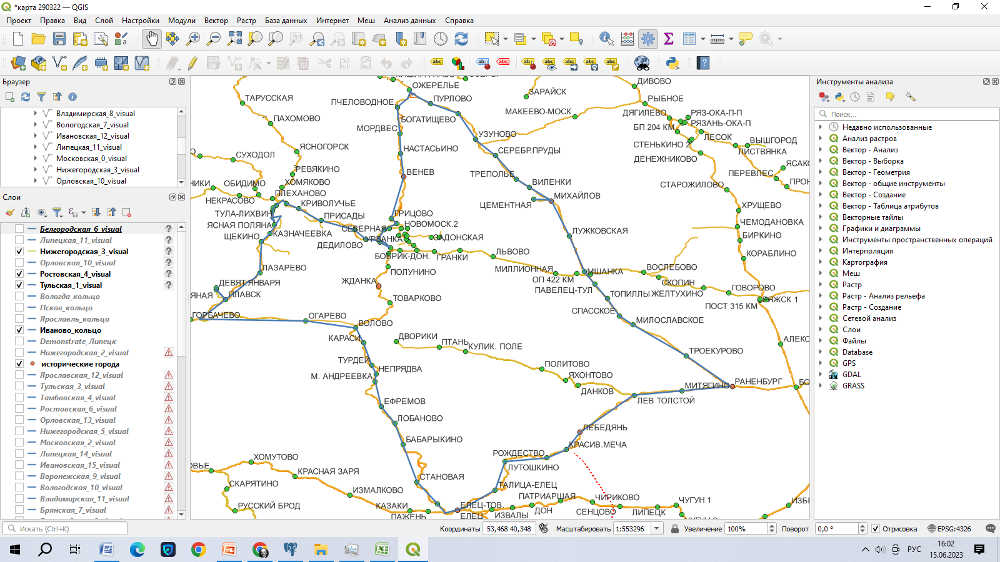 *карта 290322 — QGIS
Проект Правка Вид Слой Настройки Модули Вектор Растр База данных Интернет Меш Анализ данных Справка
Браузер
Владимирская_8_visual
Вологодская_7_visual
Ивановская_12_visual
Липецкая_11_visual
Московская_0_visual
Нижегородская_3_visual
Орловская_10_visual
Слои
Белгородская_6_visual
Липецкая_11_visual
Нижегородская_3_visual
Орловская_10_visual
Ростовская_4_visual
Тульская_1_visual
Вологда_кольцо
Псков_кольцо
Ярославль_кольцо
Иваново_кольцо
Demonstrate_Липецк
Нижегородская_2_visual
исторические города
Ярославская_12_visual
Тульская_3_visual
Тамбовская_4_visual
Ростовская_6_visual
Орловская_13_visual
Нижегородская_5_visual
Московская_2_visual
Липецкая_14_visual
Ивановская_15_visual
Воронежская_9_visual
Вологодская_10_visual
Владимирская_11_visual
Брянская_7_visual
ОЖЕРЕЛЬЕ
ДИВОВО
ТАРУССКАЯ
ПЧЕЛОВОДНОЕ
ПУРЛОВО
ЗАРАЙСК
РЫБНОЕ
ПАХОМОВО
БОГАТИЩЕВО
МАКЕЕВО-МОСК
ДЯГИЛЕВО
РЯЗ-ОКА-П-П
РЯЗАНЬ-ОКА-П
МОРДВЕС
УЗУНОВО
БП 204 КМ
ЛЕСОК
ВЫШГОРОД
ЯСНОГОРСК
НАСТАСЬИНО
СЕРЕБР.ПРУДЫ
СТЕНЬКИНО 2
ЛИСТВЯНКА
СУХОДОЛ
ДЕНЕЖНИКОВО
ЯСАКО
РЕВЯКИНО
ВЕНЕВ
ТРЕПОЛЬЕ
ПЕРЕВЛЕС
НИКИ
ОБИДИМО
ХОМЯКОВО
ВИЛЕНКИ
СТАРОЖИЛОВО
ПРОН
ПЛЕХАНОВО
МИХАЙЛОВ
НЕКРАСОВО
КРИВОЛУЧЬЕ
ЦЕМЕНТНАЯ
ХРУЩЕВО
ТУЛА-ЛИХВИН
ПРИСАДЫ
ГРИЦОВО
ЯСНАЯ ПОЛЯНА
СЕВЕРНАЯ
НОВОМОСК.2
ЧЕМОДАНОВКА
ЩЕКИНО
КАЗНАЧЕЕВКА
УРВАНКА
ЗАДОНСКАЯ
ЛУЖКОВСКАЯ
БИРКИНО
ДЕДИЛОВО
БОБРИК-ДОН.
ГРАНКИ
ЛЬВОВО
КОРАБЛИНО
ЛАЗАРЕВО
ПОЛУНИНО
МИЛЛИОННАЯ
МШАНКА
ВОСЛЕБОВО
ДЕВЯТ.ЯНВАРЯ
ЖДАНКА
ОП 422 КМ
СКОПИН
ГОВОРОВО
ЯНАЯ
ПЛАВСК
ТОВАРКОВО
ПАВЕЛЕЦ-ТУЛ
ТОПИЛЛЫ
ЖЕЛТУХИНО
РЯЖСК 1
ПОСТ 315 КМ
ГОРБАЧЕВО
ОГАРЕВО
СПАССКОЕ
ВОЛОВО
МИЛОСЛАВСКОЕ
КАРАСИ
ДВОРИКИ
ПТАНЬ
КУЛИК. ПОЛЕ
АЛЕКО
ТРОЕКУРОВО
ТУРДЕЙ
НЕПРЯДВА
ПОЛИТОВО
М. АНДРЕЕВКА
ЯХОНТОВО
РАНЕНБУРГ
БО
ДАНКОВ
МИТЯГИНО
ЕФРЕМОВ
ЛЕВ ТОЛСТОЙ
ЛОБАНОВО
ЛЕБЕДЯНЬ
БАБАРЫКИНО
КРАСИВ.МЕЧА
РОЖДЕСТВО
ХОМУТОВО
ОВЬЕ
КРАСНАЯ ЗАРЯ
ЛУТОШКИНО
СТАНОВАЯ
СКАРЯТИНО
ИЗМАЛКОВО
ТАЛИЦА-ЕЛЕЦ
ПАТРИАРШАЯ
ЧИРИКОВО
ЧУГУН 1
РУССКИЙ БРОД
КАЗАКИ
ЕЛЕЦ-ТОВ.
ДОН
СЕНЦОВО
ЛИПЕЦК
ИЗБЕ
ПАЖЕНЬ
ЕЛЕЦ
ИЗВАЛЫ
Инструменты анализа
Поиск...
Недавно использованные
Анализ растров
Вектор - Анализ
Вектор - Выборка
Вектор - Геометрия
Вектор - общие инструменты
Вектор - Создание
Вектор - Таблица атрибутов
Векторные тайлы
Графики и диаграммы
Инструменты пространственных операций
Интерполяция
Картография
Меш
Растр
Растр - Анализ рельефа
Растр - Создание
Сетевой анализ
Слои
Файлы
Database
GPS
GDAL
GRASS
Искать (Ctrl+K)
Координаты 53,468 40,348 Масштабировать 1:553296 Увеличение 100% Поворот 0,0 ° Отрисовка EPSG:4326
РУС
16:02
15.06.2023